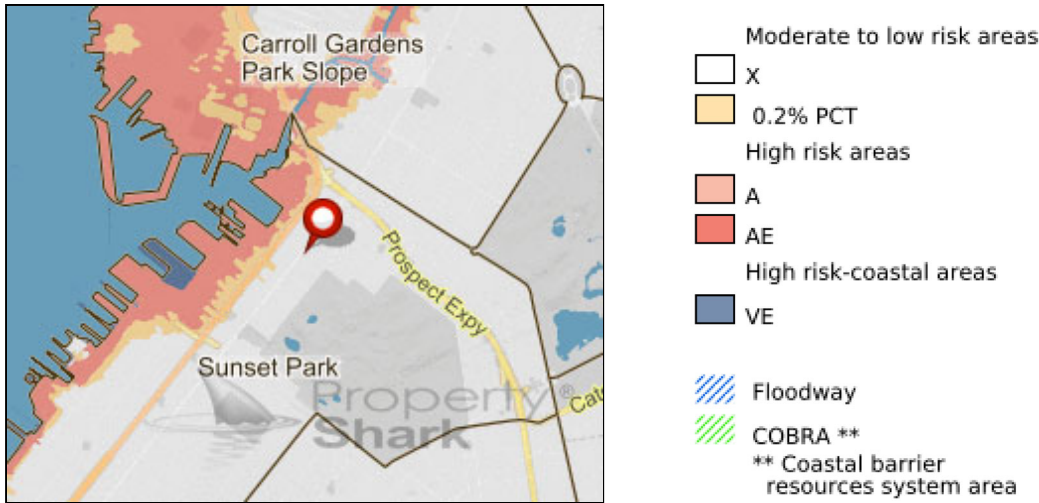 Carroll Gardens
Park Slope
Prospect Expy
Sunset Park
Property ®
Shark
Moderate to low risk areas
X
0.2% PCT
High risk areas
A
AE
High risk-coastal areas
VE
Floodway
COBRA **
** Coastal barrier
resources system area